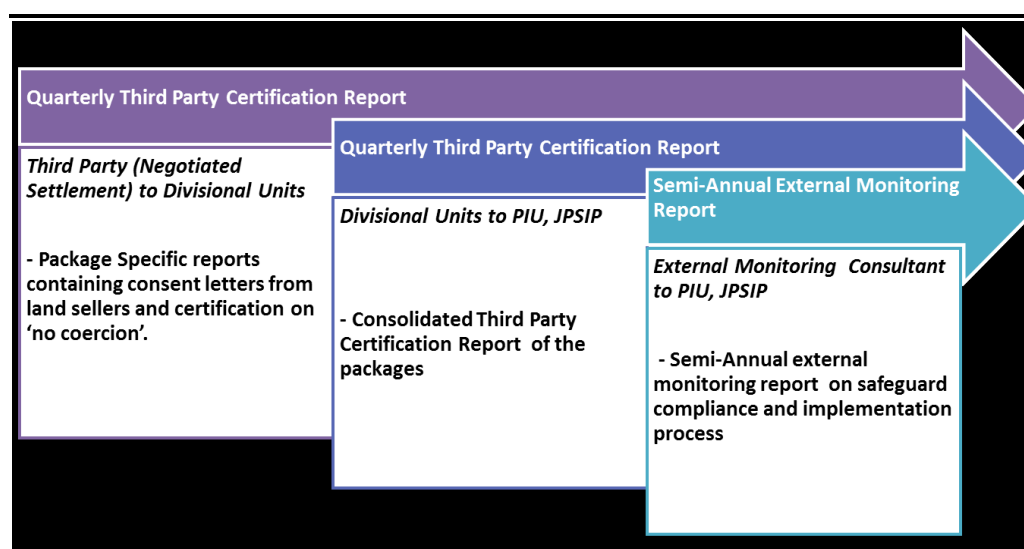 Quarterly Third Party Certification Report
Third Party (Negotiated
Settlement) to Divisional Units
- Package Specific reports
containing consent letters from
land sellers and certification on
‘no coercion’.
Quarterly Third Party Certification Report
Divisional Units to PIU, JPSIP
- Consolidated Third Party
Certification Report of the
packages
Semi-Annual External Monitoring
Report
External Monitoring Consultant
to PIU, JPSIP
- Semi-Annual external
monitoring report on safeguard
compliance and implementation
process